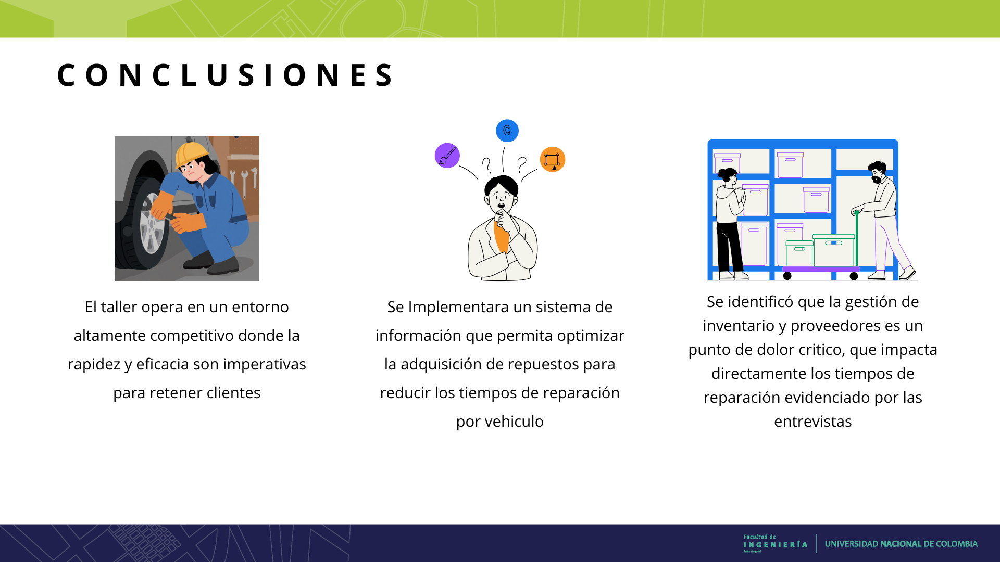 CONCLUSIONES
El taller opera en un entorno
altamente competitivo donde la
rapidez y eficacia son imperativas
para retener clientes
C
Se Implementara un sistema de
información que permita optimizar
la adquisición de repuestos para
reducir los tiempos de reparación
por vehiculo
Se identificó que la gestión de
inventario y proveedores es un
punto de dolor critico, que impacta
directamente los tiempos de
reparación evidenciado por las
entrevistas
Facultad de
INGENIERÍA
Sede Bogotá
UNIVERSIDAD NACIONAL DE COLOMBIA